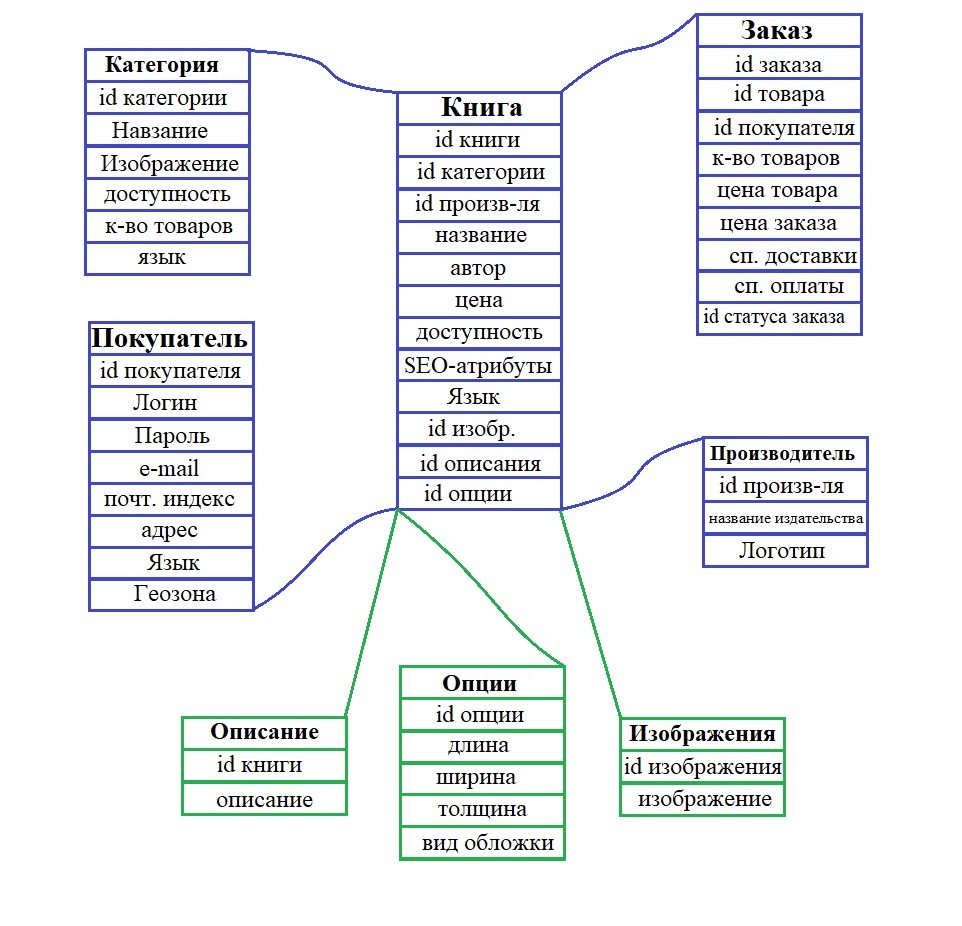 Категория
id категории
Навзание
Изображение
доступность
к-во товаров
язык
Книга
id книги
id категории
id произв-ля
название
автор
цена
доступность
SEO-атрибуты
Язык
id изобр.
id описания
id опции
Заказ
id заказа
id товара
id покупателя
к-во товаров
цена товара
цена заказа
сп. доставки
сп. оплаты
id статуса заказа
Покупатель
id покупателя
Логин
Пароль
e-mail
почт. индекс
адрес
Язык
Геозона
Производитель
id произв-ля
название издательства
Логотип
Описание
id книги
описание
Опции
id опции
длина
ширина
толщина
вид обложки
Изображения
id изображения
изображение